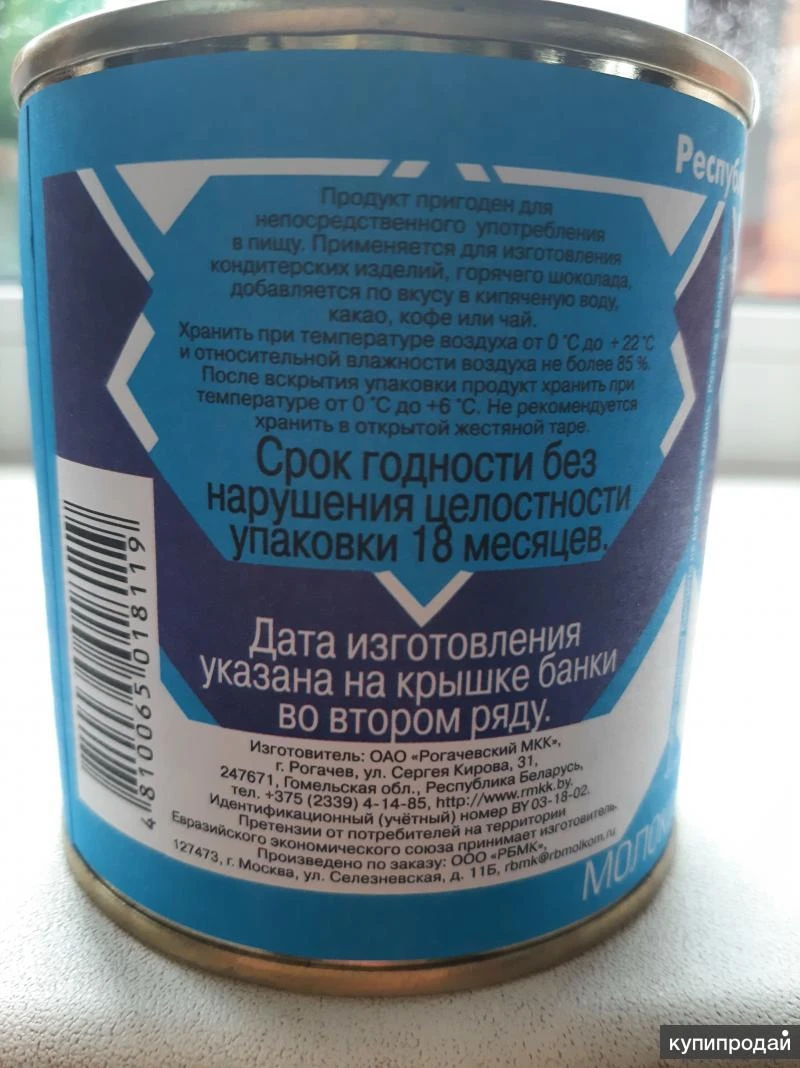 Респуб
Продукт пригоден для
непосредственного употребления
в пищу. Применяется для изготовления
кондитерских изделий, горячего шоколада,
добавляется по вкусу в кипяченую воду,
какао, кофе или чай.
Хранить при температуре воздуха от 0 °С до +22°С
и относительной влажности воздуха не более 85 %.
После вскрытия упаковки продукт хранить при
температуре от 0 °С до +6 °С. Не рекомендуется
хранить в открытой жестяной таре.
Срок годности без
нарушения целостности
упаковки 18 месяцев.
Дата изготовления
указана на крышке банки
во втором ряду.
4 810065 018119
Изготовитель: ОАО «Рогачевский МКК»,
г. Рогачев, ул. Сергея Кирова, 31,
247671, Гомельская обл., Республика Беларусь,
тел. +375 (2339) 4-14-85, http://www.rmkk.by.
Идентификационный (учётный) номер BY 03-18-02.
Претензии от потребителей на территории
Евразийского экономического союза принимает изготовитель.
Произведено по заказу: ООО «РБМК»,
127473, г. Москва, ул. Селезневская, д. 11Б, rbmk@rbmolkom.ru
МОЛОК
купипродай